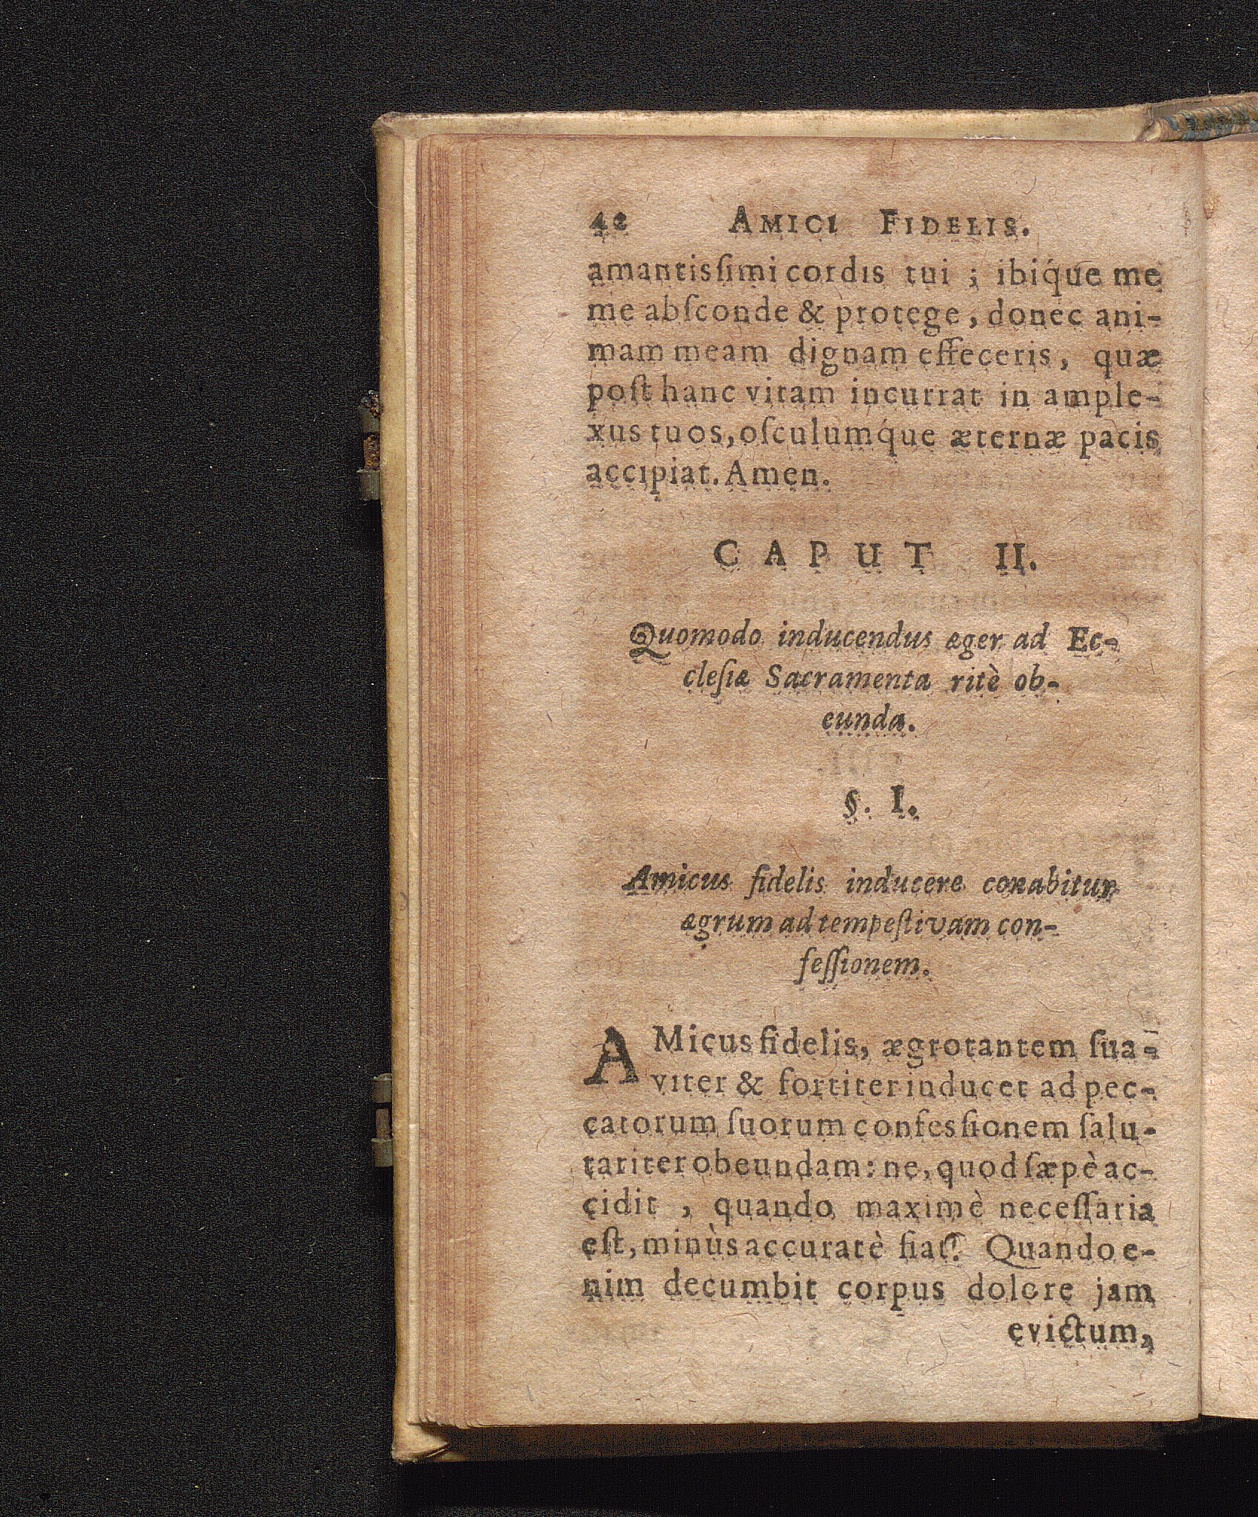 42 AMICI FIDELIS.
amantisſimi cordis tui ; ibiq́ue me
me abſconde & protege, donec ani-
mam meam dignam effeceris, quæ
poſt hanc vitam incurrat in ample-
xus tuos, oſculumq́ue æternæ pacis
accipiat. Amen.
CAPUT II.
Quomodo inducendus æger ad Ec-
cleſiæ Sacramenta ritè ob-
eunda.
§. I.
Amicus fidelis inducere conabitur
ægrum ad tempeſtivam con-
feſſionem.
AMicus fidelis, ægrotantem ſua-
viter & fortiter inducet ad pec-
catorum ſuorum confesſionem ſalu-
tariter obeundam: ne, quod ſæpè ac-
cidit , quando maximè neceſſaria
eſt, minùs accuratè fiat? Quando e-
nim decumbit corpus dolore jam
evictum,